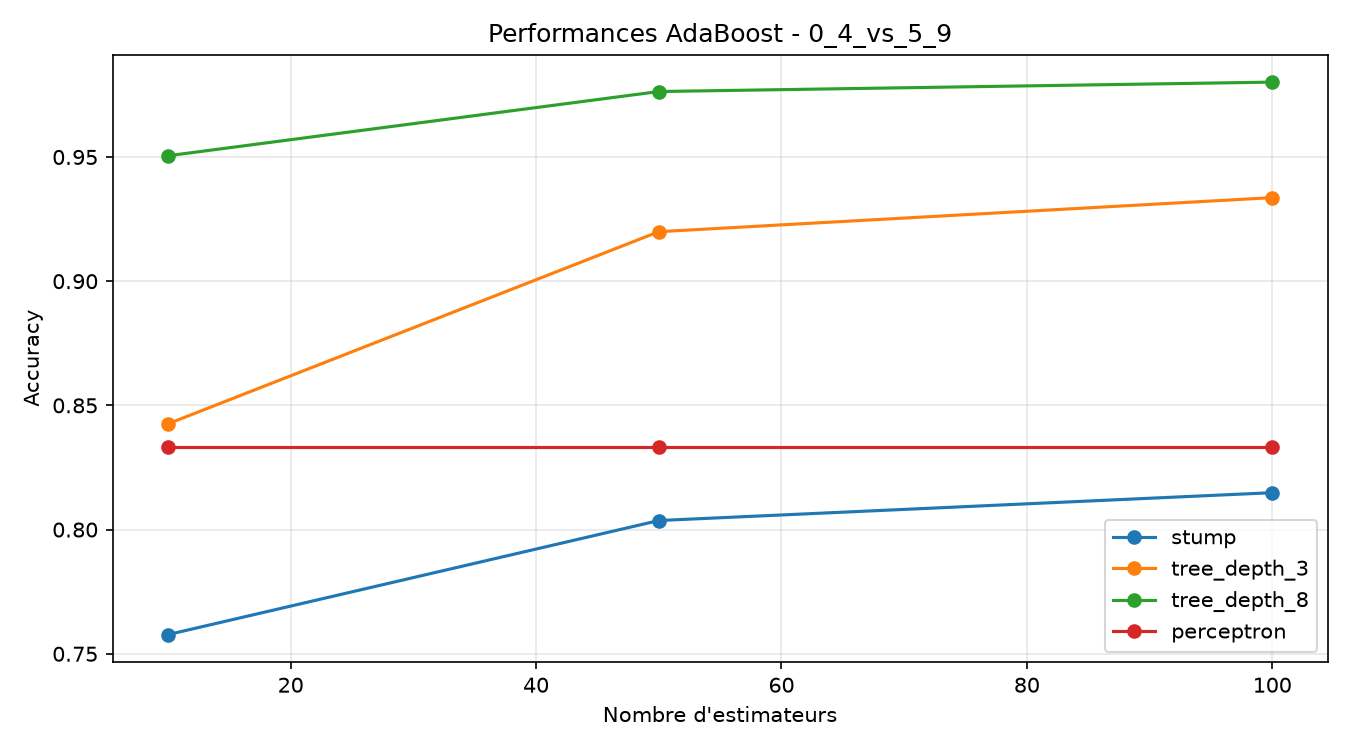 Performances AdaBoost - 0_4_vs_5_9
Accuracy
0.95
0.90
0.85
0.80
0.75
stump
tree_depth_3
tree_depth_8
perceptron
20 40 60 80 100
Nombre d'estimateurs